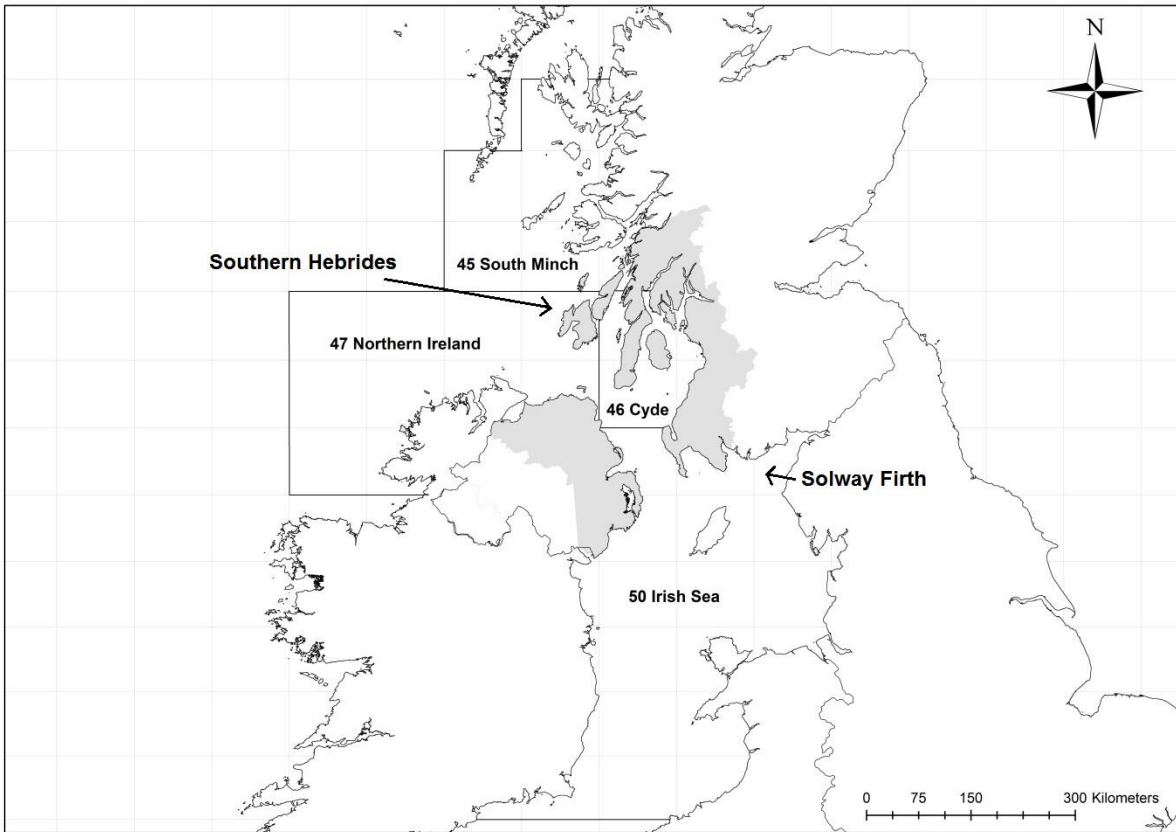 N
Southern Hebrides
45 South Minch
47 Northern Ireland
46 Cyde
Solway Firth
50 Irish Sea
0 75 150 300 Kilometers